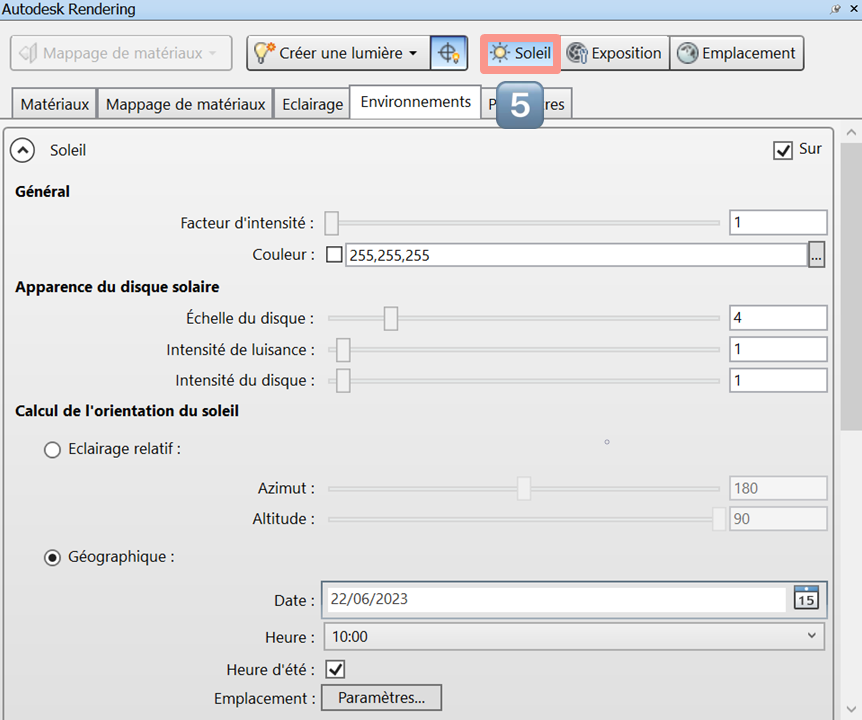 Autodesk Rendering
Mappage de matériaux
Créer une lumière
Soleil
Exposition
Emplacement
Matériaux
Mappage de matériaux
Eclairage
Environnements
5
Soleil
Sur
Général
Facteur d'intensité :
1
Couleur :
255,255,255
...
Apparence du disque solaire
Échelle du disque :
4
Intensité de luisance :
1
Intensité du disque :
1
Calcul de l'orientation du soleil
Eclairage relatif :
Azimut :
180
Altitude :
90
Géographique :
Date :
22/06/2023
15
Heure :
10:00
Heure d'été :
Emplacement :
Paramètres...